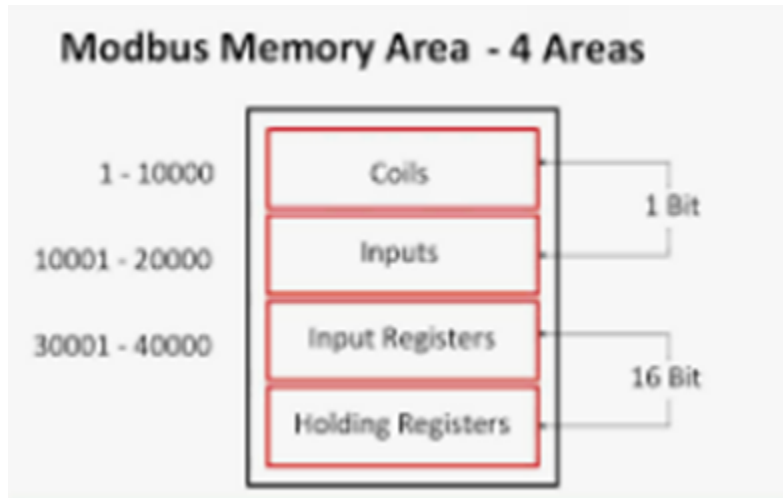 Modbus Memory Area - 4 Areas
1 - 10000
Coils
1 Bit
10001 - 20000
Inputs
30001 - 40000
Input Registers
16 Bit
Holding Registers